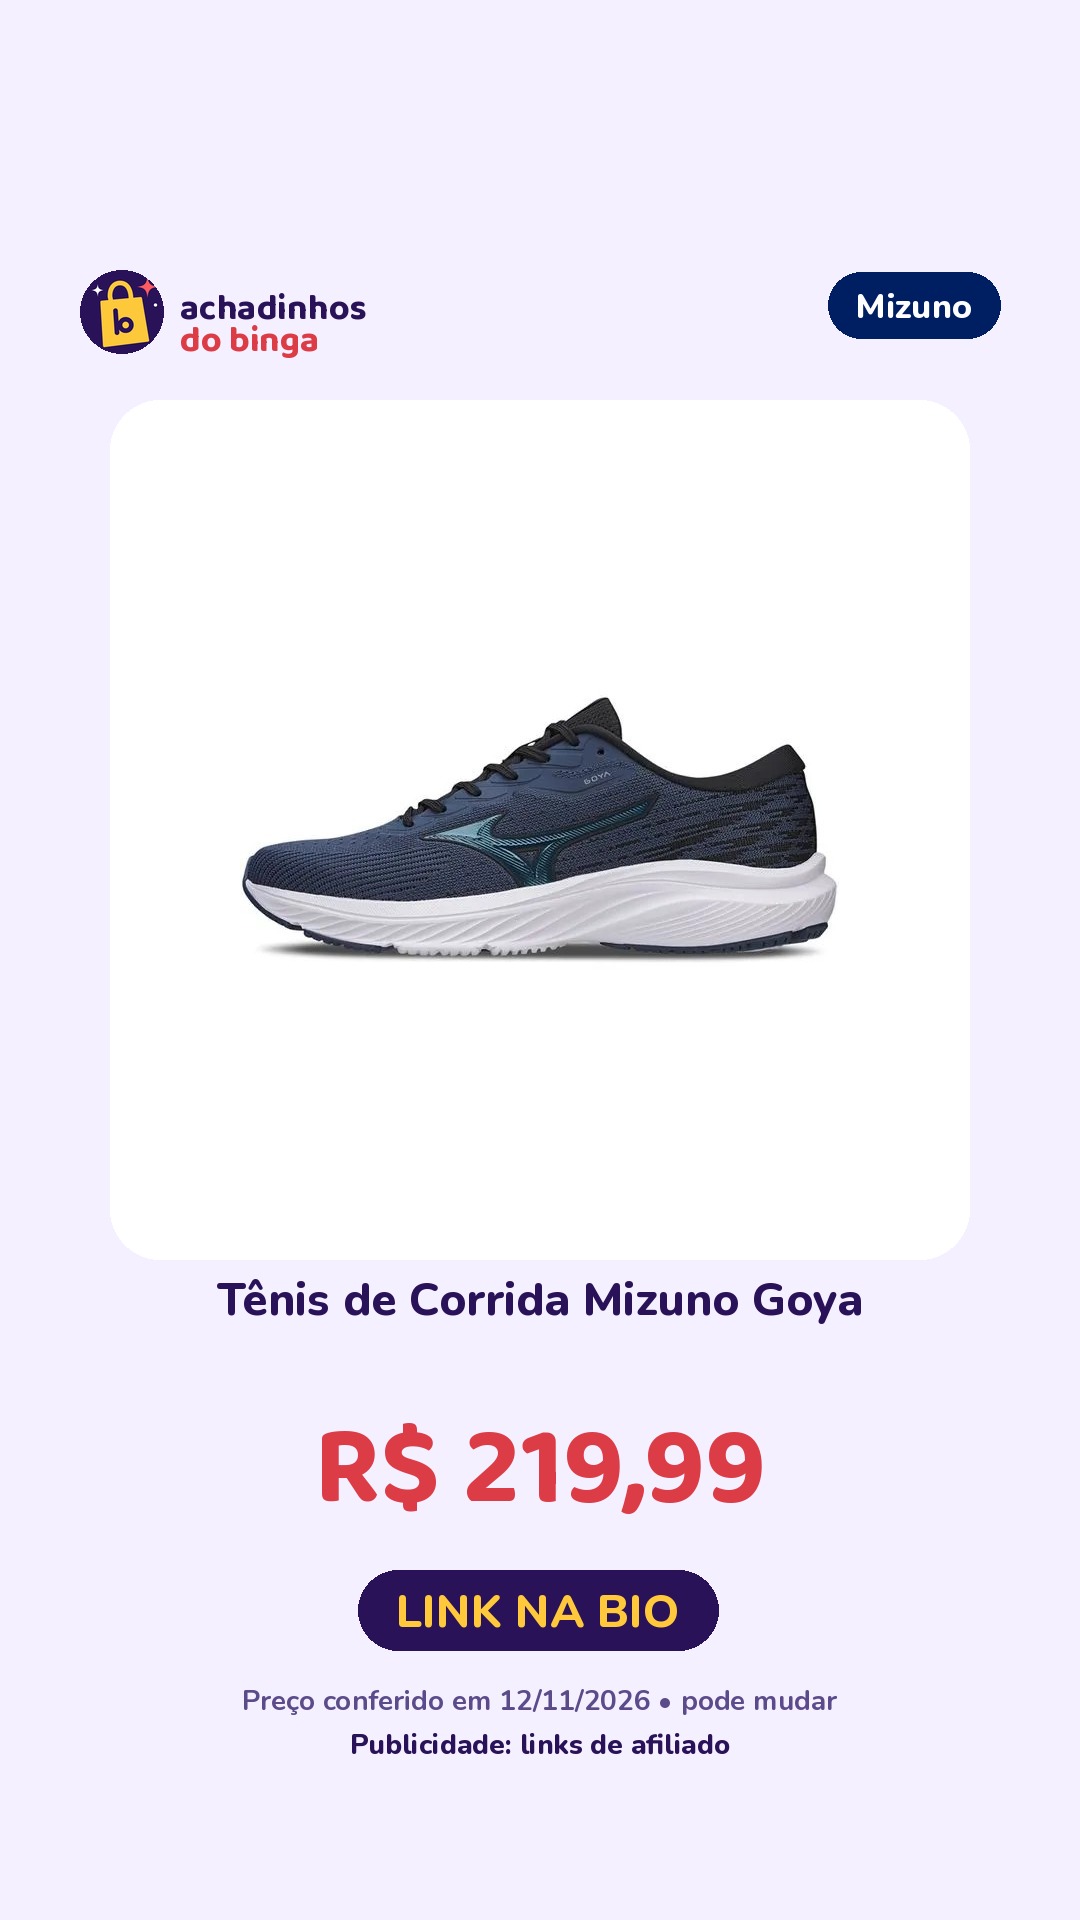 achadinhos
do binga
Mizuno
b
GOYA
Tênis de Corrida Mizuno Goya
R$ 219,99
LINK NA BIO
Preço conferido em 12/11/2026 • pode mudar
Publicidade: links de afiliado